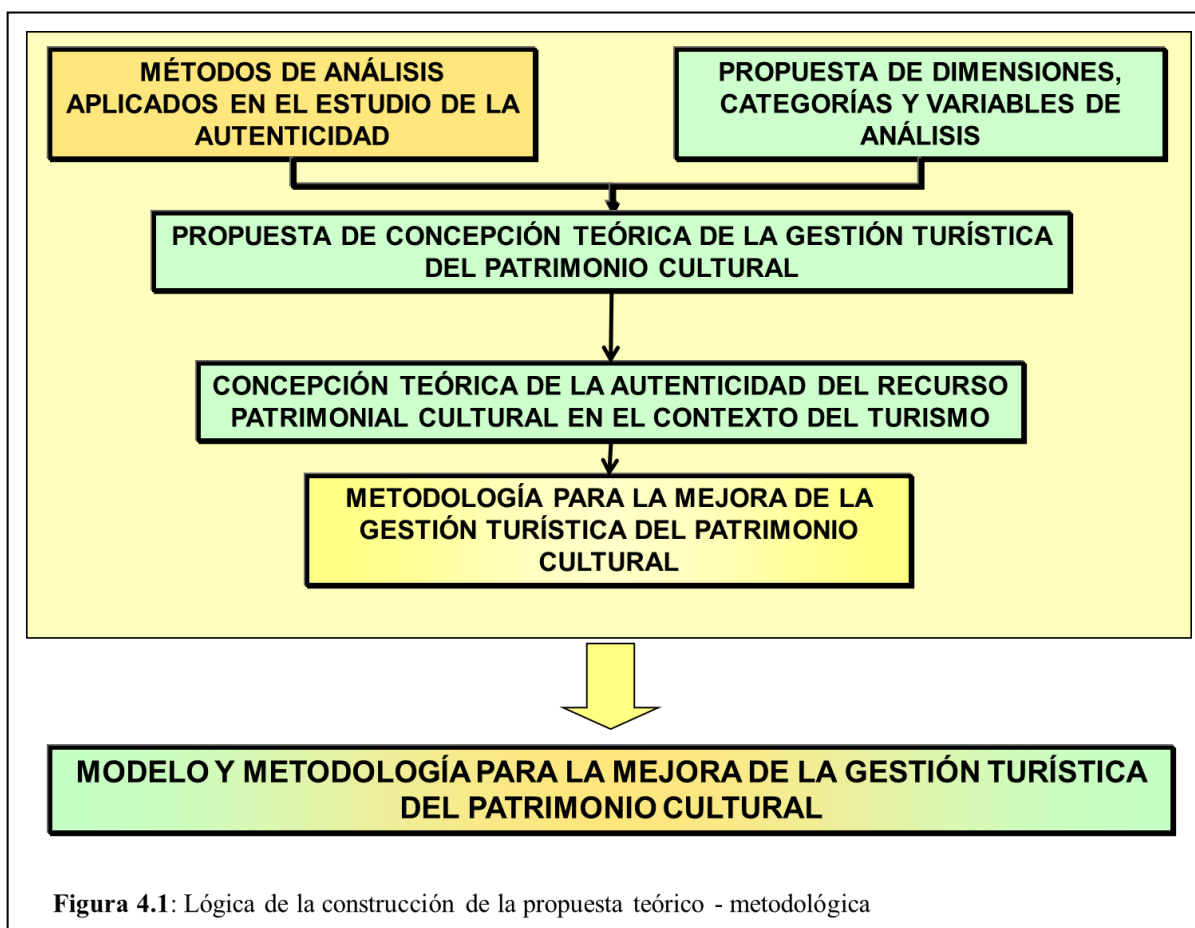 MÉTODOS DE ANÁLISIS
APLICADOS EN EL ESTUDIO DE LA
AUTENTICIDAD
PROPUESTA DE DIMENSIONES,
CATEGORÍAS Y VARIABLES DE
ANÁLISIS
PROPUESTA DE CONCEPCIÓN TEÓRICA DE LA GESTIÓN TURÍSTICA
DEL PATRIMONIO CULTURAL
CONCEPCIÓN TEÓRICA DE LA AUTENTICIDAD DEL RECURSO
PATRIMONIAL CULTURAL EN EL CONTEXTO DEL TURISMO
METODOLOGÍA PARA LA MEJORA DE LA
GESTIÓN TURÍSTICA DEL PATRIMONIO
CULTURAL
MODELO Y METODOLOGÍA PARA LA MEJORA DE LA GESTIÓN TURÍSTICA
DEL PATRIMONIO CULTURAL
Figura 4.1: Lógica de la construcción de la propuesta teórico - metodológica